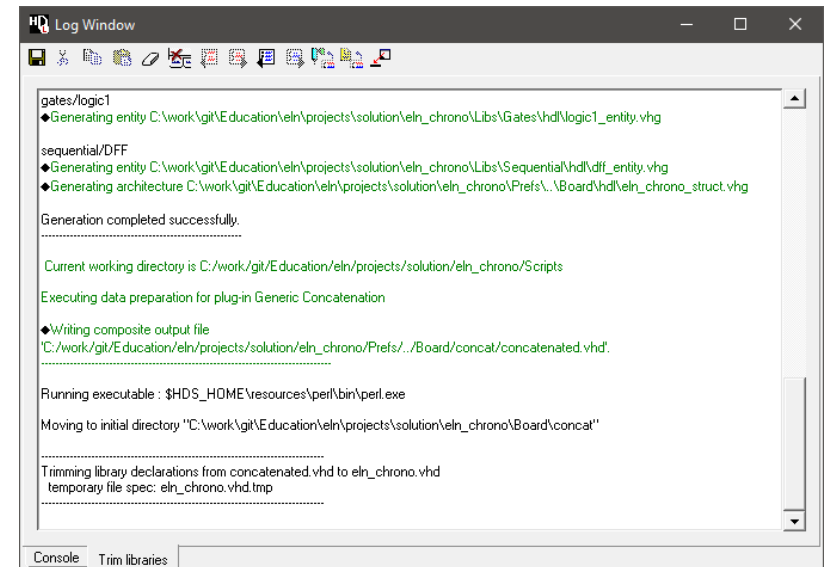 HDL Log Window
gates/logic1
◆Generating entity C:\work\git\Education\eln\projects\solution\eln_chrono\Libs\Gates\hdl\logic1_entity.vhg
sequential/DFF
◆Generating entity C:\work\git\Education\eln\projects\solution\eln_chrono\Libs\Sequential\hdl\dff_entity.vhg
◆Generating architecture C:\work\git\Education\eln\projects\solution\eln_chrono\Prefs\..\Board\hdl\eln_chrono_struct.vhg
Generation completed successfully.
--------------------------------------------------------
Current working directory is C:/work/git/Education/eln/projects/solution/eln_chrono/Scripts
Executing data preparation for plug-in Generic Concatenation
◆Writing composite output file
'C:/work/git/Education/eln/projects/solution/eln_chrono/Prefs/../Board/concat/concatenated.vhd'.
---------------------------------------------------------------------------------
Running executable : $HDS_HOME\resources\perl\bin\perl.exe
Moving to initial directory "C:\work\git\Education\eln\projects\solution\eln_chrono\Board\concat"
-------------------------------------------------------------------------------
Trimming library declarations from concatenated.vhd to eln_chrono.vhd
temporary file spec: eln_chrono.vhd.tmp
-------------------------------------------------------------------------------
Console Trim libraries